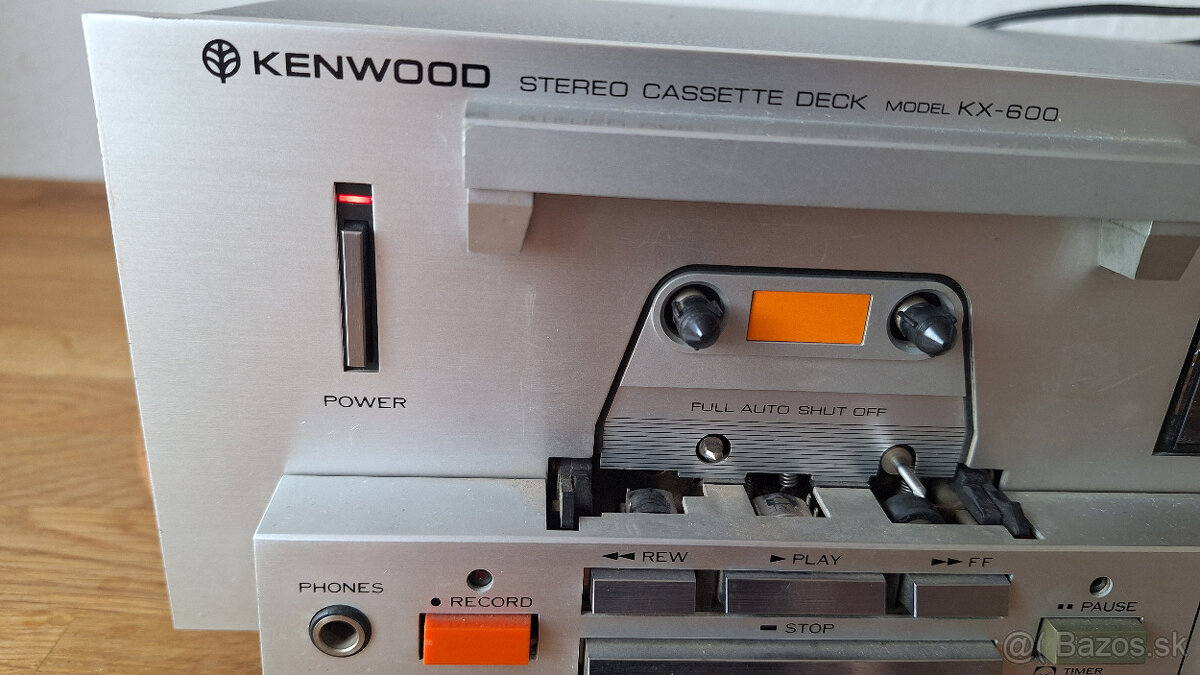 KENWOOD STEREO CASSETTE DECK MODEL KX-600
POWER
FULL AUTO SHUT OFF
◄◄ REW ► PLAY ►► FF
PHONES
● RECORD
▬ STOP
▪▪ PAUSE
TIMER
@ Bazos.sk